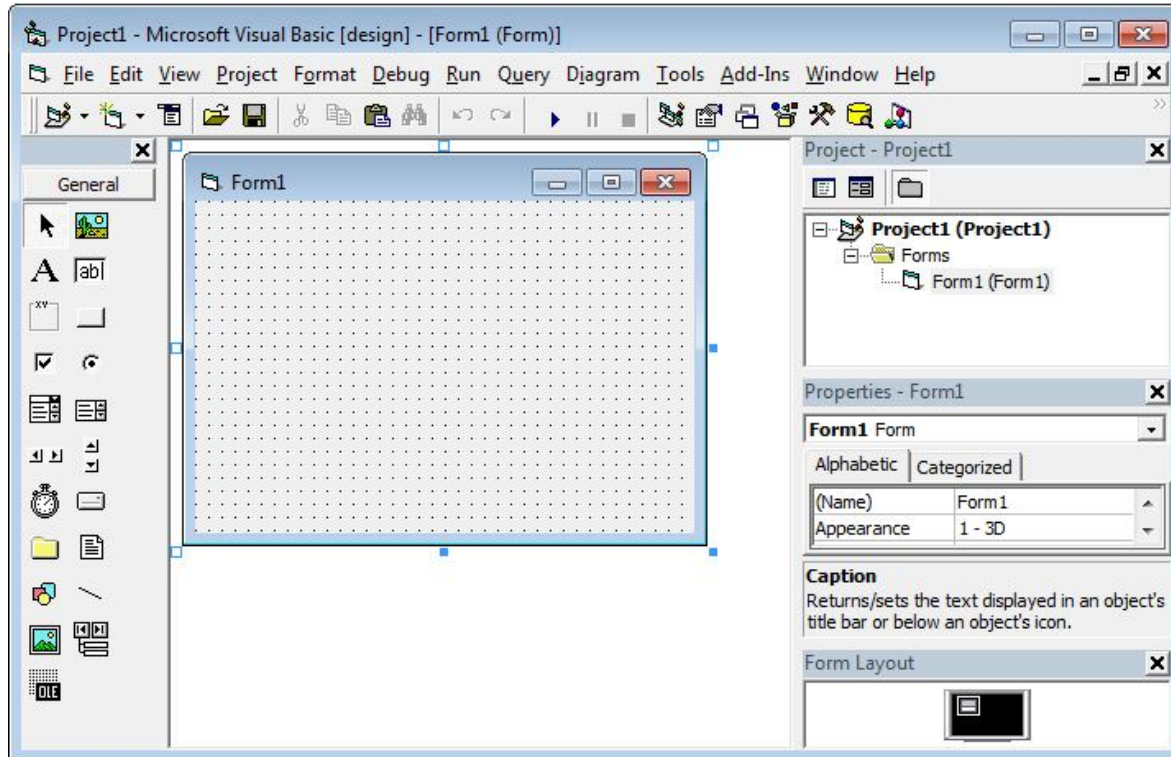 Project1 - Microsoft Visual Basic [design] - [Form1 (Form)]
File Edit View Project Format Debug Run Query Diagram Tools Add-Ins Window Help
General
A
ab
XY
OLE
Form1
Project - Project1
Project1 (Project1)
Forms
Form1 (Form1)
Properties - Form1
Form1 Form
Alphabetic Categorized
(Name) Form1
Appearance 1 - 3D
Caption
Returns/sets the text displayed in an object's
title bar or below an object's icon.
Form Layout